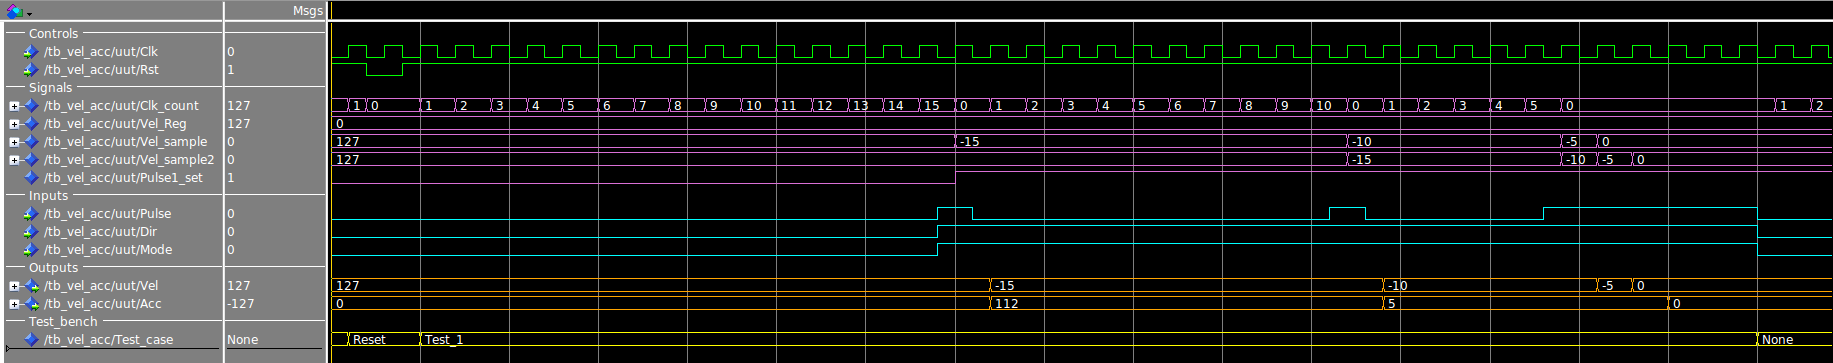 Msgs
Controls
/tb_vel_acc/uut/Clk 0
/tb_vel_acc/uut/Rst 1
Signals
/tb_vel_acc/uut/Clk_count 127 1 0 1 2 3 4 5 6 7 8 9 10 11 12 13 14 15 0 1 2 3 4 5 6 7 8 9 10 0 1 2 3 4 5 0 1 2
/tb_vel_acc/uut/Vel_Reg 127 0
/tb_vel_acc/uut/Vel_sample 0 127 -15 -10 -5 0
/tb_vel_acc/uut/Vel_sample2 0 127 -15 -10 -5 0
/tb_vel_acc/uut/Pulse1_set 1
Inputs
/tb_vel_acc/uut/Pulse 0
/tb_vel_acc/uut/Dir 0
/tb_vel_acc/uut/Mode 0
Outputs
/tb_vel_acc/uut/Vel 127 127 -15 -10 -5 0
/tb_vel_acc/uut/Acc -127 0 112 5 0
Test_bench
/tb_vel_acc/Test_case None Reset Test_1 None